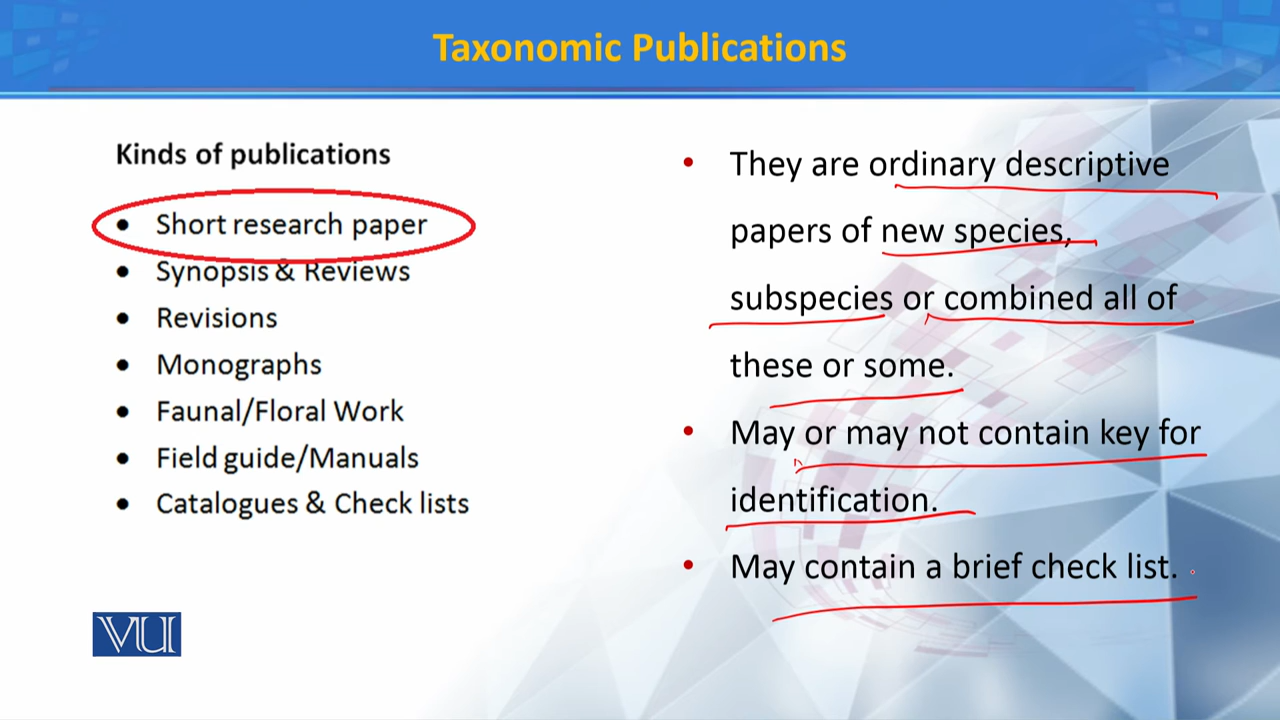 Taxonomic Publications
Kinds of publications
• Short research paper
• Synopsis & Reviews
• Revisions
• Monographs
• Faunal/Floral Work
• Field guide/Manuals
• Catalogues & Check lists
• They are ordinary descriptive
papers of new species,
subspecies or combined all of
these or some.
• May or may not contain key for
identification.
• May contain a brief check list.
VU